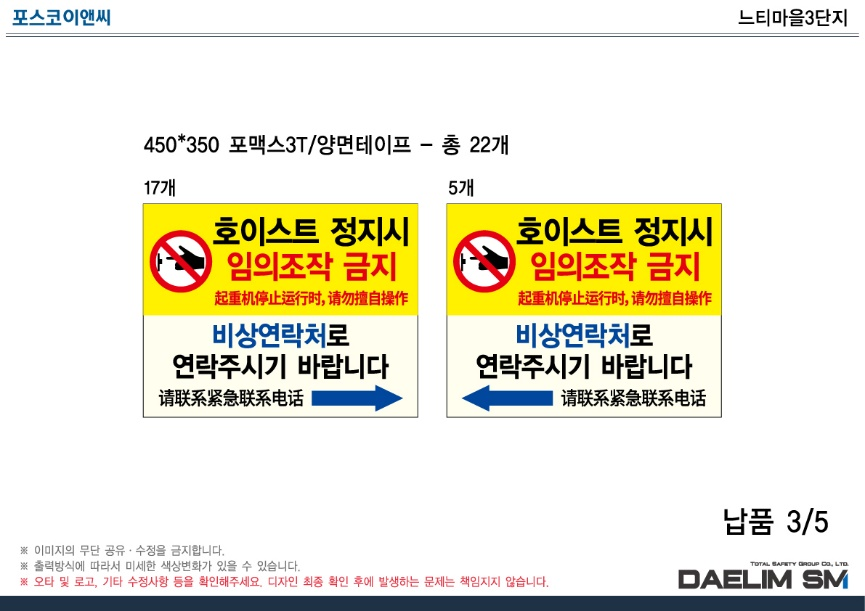 포스코이앤씨
느티마을3단지
450*350 포맥스3T/양면테이프 - 총 22개
17개
호이스트 정지시
임의조작 금지
起重机停止运行时, 请勿擅自操作
비상연락처로
연락주시기 바랍니다
请联系紧急联系电话
5개
호이스트 정지시
임의조작 금지
起重机停止运行时, 请勿擅自操作
비상연락처로
연락주시기 바랍니다
请联系紧急联系电话
납품 3/5
※ 이미지의 무단 공유·수정을 금지합니다.
※ 출력방식에 따라서 미세한 색상변화가 있을 수 있습니다.
※ 오타 및 로고, 기타 수정사항 등을 확인해주세요. 디자인 최종 확인 후에 발생하는 문제는 책임지지 않습니다.
TOTAL SAFETY GROUP CO., LTD.
DAELIM SM